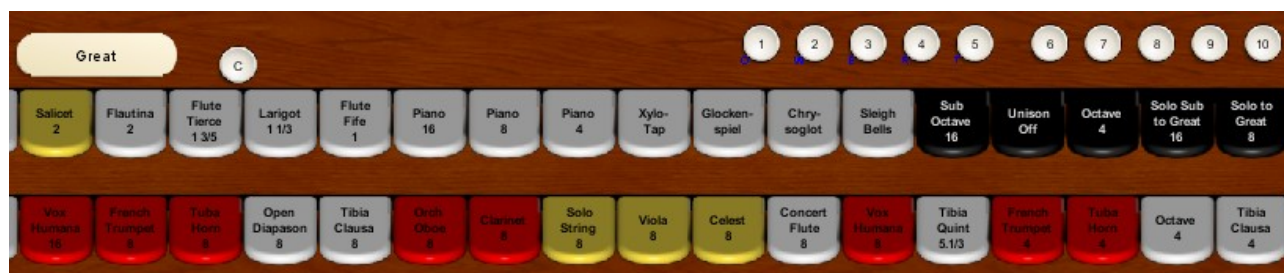 Great
C
1 2 3 4 5 6 7 8 9 10
Q W E R T
Salicet 2
Flautina 2
Flute Tierce 1 3/5
Larigot 1 1/3
Flute Fife 1
Piano 16
Piano 8
Piano 4
Xylo-Tap
Glocken-spiel
Chry-soglot
Sleigh Bells
Sub Octave 16
Unison Off
Octave 4
Solo Sub to Great 16
Solo to Great 8
Vox Humana 16
French Trumpet 8
Tuba Horn 8
Open Diapason 8
Tibia Clausa 8
Orch Oboe 8
Clarinet 8
Solo String 8
Viola 8
Celest 8
Concert Flute 8
Vox Humana 8
Tibia Quint 5.1/3
French Trumpet 4
Tuba Horn 4
Octave 4
Tibia Clausa 4